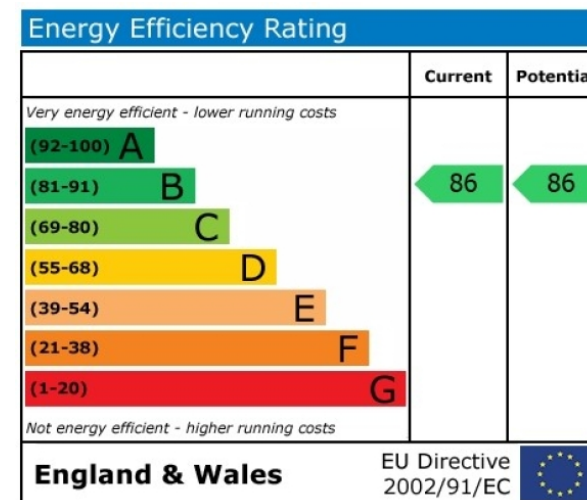 Energy Efficiency Rating
Current Potentia
Very energy efficient - lower running costs
(92-100) A
(81-91) B 86 86
(69-80) C
(55-68) D
(39-54) E
(21-38) F
(1-20) G
Not energy efficient - higher running costs
England & Wales
EU Directive
2002/91/EC